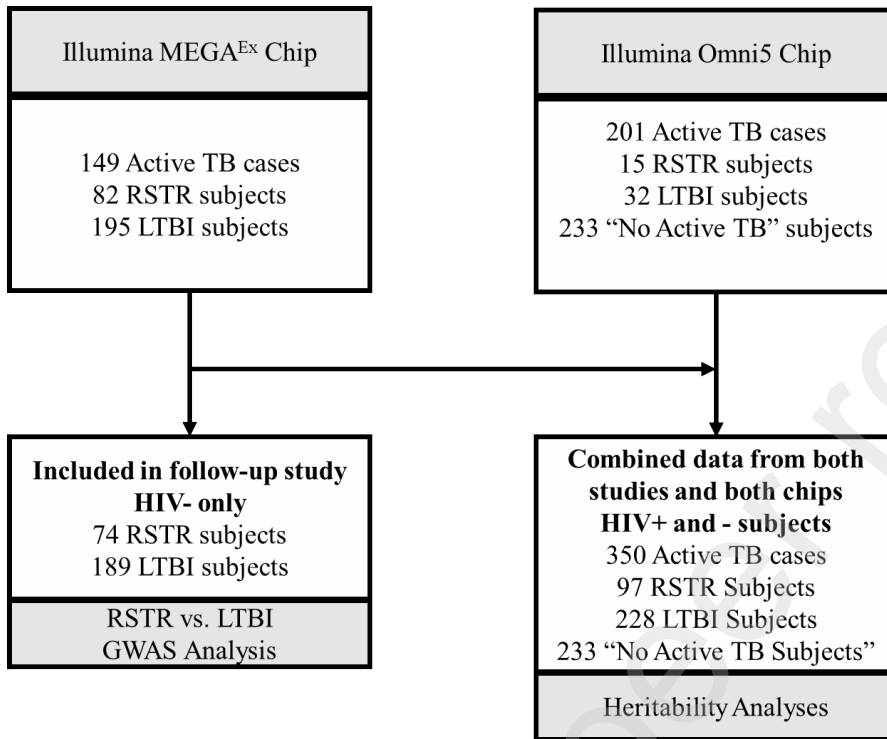 Illumina MEGA^Ex Chip
149 Active TB cases
82 RSTR subjects
195 LTBI subjects
Illumina Omni5 Chip
201 Active TB cases
15 RSTR subjects
32 LTBI subjects
233 “No Active TB” subjects
Included in follow-up study
HIV- only
74 RSTR subjects
189 LTBI subjects
RSTR vs. LTBI
GWAS Analysis
Combined data from both
studies and both chips
HIV+ and - subjects
350 Active TB cases
97 RSTR Subjects
228 LTBI Subjects
233 “No Active TB Subjects”
Heritability Analyses